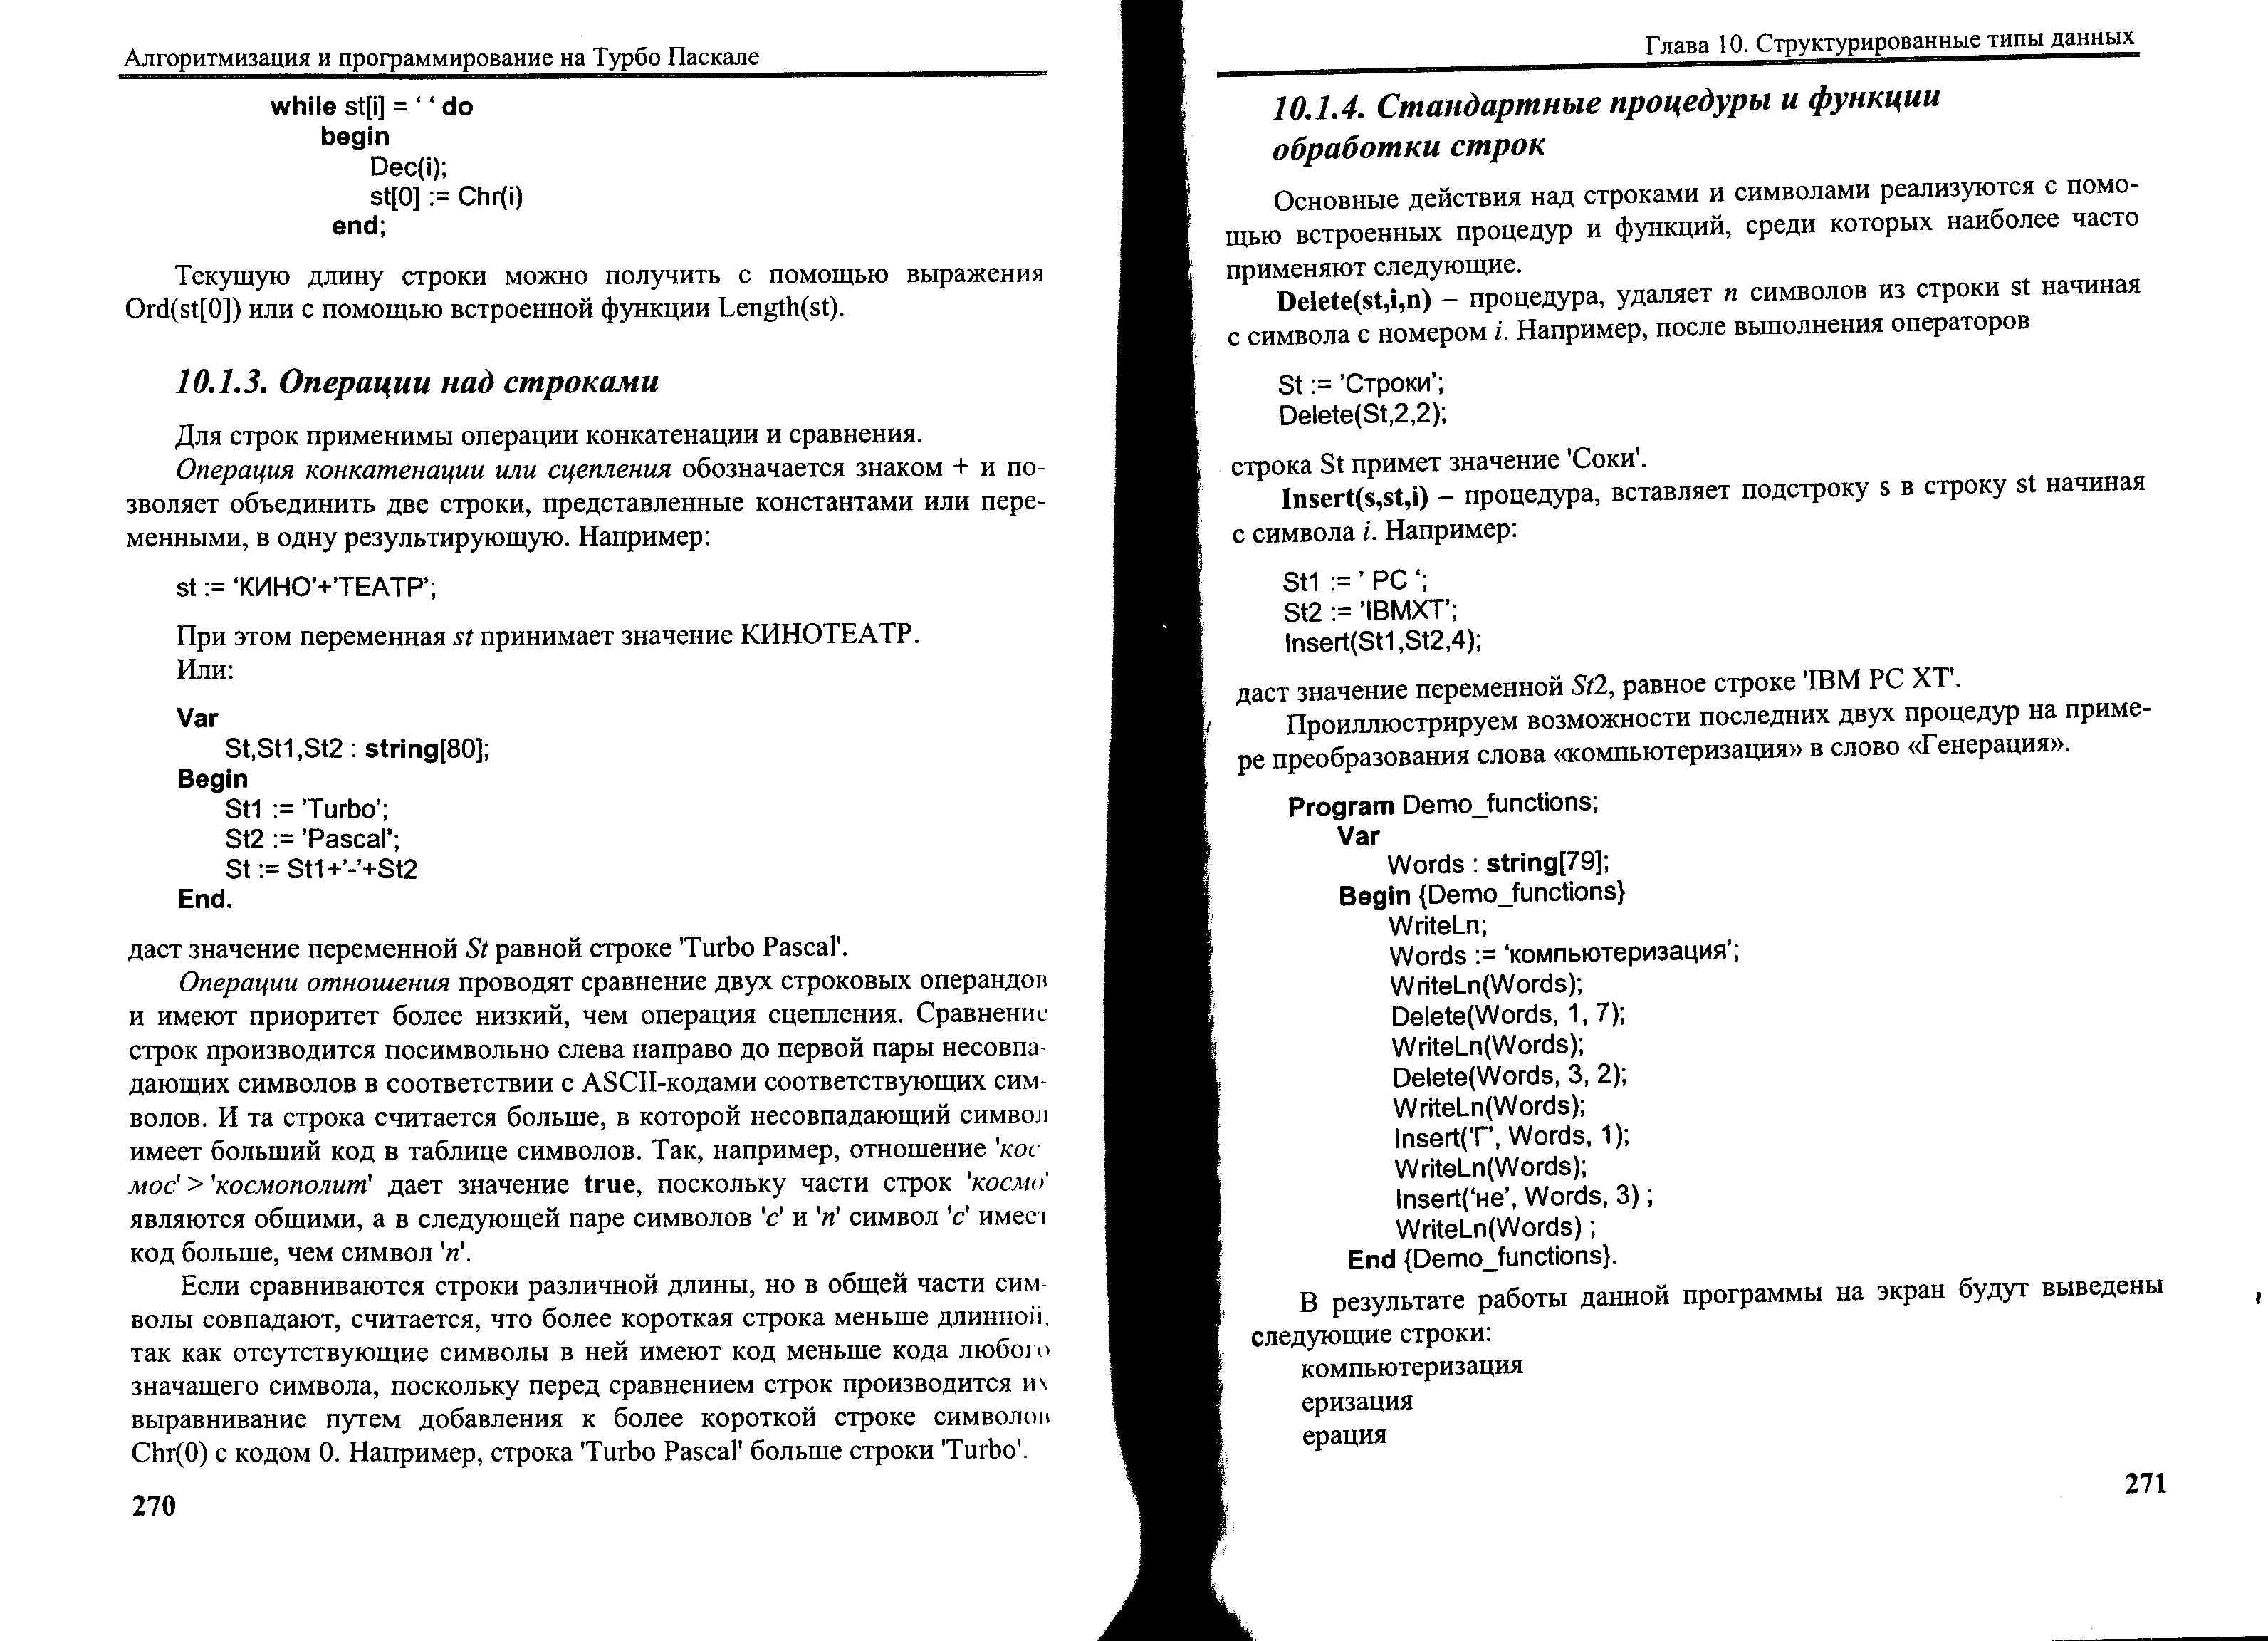 Алгоритмизация и программирование на Турбо Паскале
while st[i] = ‘ ‘ do
begin
Dec(i);
st[0] := Chr(i)
end;
Текущую длину строки можно получить с помощью выражения
Ord(st[0]) или с помощью встроенной функции Length(st).
10.1.3. Операции над строками
Для строк применимы операции конкатенации и сравнения.
Операция конкатенации или сцепления обозначается знаком + и по-
зволяет объединить две строки, представленные константами или пере-
менными, в одну результирующую. Например:
st := ‘КИНО’+’ТЕАТР’;
При этом переменная st принимает значение КИНОТЕАТР.
Или:
Var
St,St1,St2 : string[80];
Begin
St1 := ’Turbo’;
St2 := ’Pascal’;
St := St1+’-’+St2
End.
даст значение переменной St равной строке 'Turbo Pascal'.
Операции отношения проводят сравнение двух строковых операндов
и имеют приоритет более низкий, чем операция сцепления. Сравнение
строк производится посимвольно слева направо до первой пары несовпа-
дающих символов в соответствии с ASCII-кодами соответствующих сим-
волов. И та строка считается больше, в которой несовпадающий символ
имеет больший код в таблице символов. Так, например, отношение 'кос-
мос' > 'космополит' дает значение true, поскольку части строк 'космо'
являются общими, а в следующей паре символов 'с' и 'п' символ 'с' имеет
код больше, чем символ 'п'.
Если сравниваются строки различной длины, но в общей части сим-
волы совпадают, считается, что более короткая строка меньше длинной,
так как отсутствующие символы в ней имеют код меньше кода любого
значащего символа, поскольку перед сравнением строк производится их
выравнивание путем добавления к более короткой строке символов
Chr(0) с кодом 0. Например, строка 'Turbo Pascal' больше строки 'Turbo'.
270
Глава 10. Структурированные типы данных
10.1.4. Стандартные процедуры и функции
обработки строк
Основные действия над строками и символами реализуются с помо-
щью встроенных процедур и функций, среди которых наиболее часто
применяют следующие.
Delete(st,i,n) – процедура, удаляет n символов из строки st начиная
с символа с номером i. Например, после выполнения операторов
St := ’Строки’;
Delete(St,2,2);
строка St примет значение 'Соки'.
Insert(s,st,i) – процедура, вставляет подстроку s в строку st начиная
с символа i. Например:
St1 := ’ PC ‘;
St2 := ’IBMXT’;
Insert(St1,St2,4);
даст значение переменной St2, равное строке 'IBM PC XT'.
Проиллюстрируем возможности последних двух процедур на приме-
ре преобразования слова «компьютеризация» в слово «Генерация».
Program Demo_functions;
Var
Words : string[79];
Begin {Demo_functions}
WriteLn;
Words := ‘компьютеризация’;
WriteLn(Words);
Delete(Words, 1, 7);
WriteLn(Words);
Delete(Words, 3, 2);
WriteLn(Words);
Insert(‘Г’, Words, 1);
WriteLn(Words);
Insert(‘не’, Words, 3) ;
WriteLn(Words) ;
End {Demo_functions}.
В результате работы данной программы на экран будут выведены
следующие строки:
компьютеризация
еризация
ерация
271